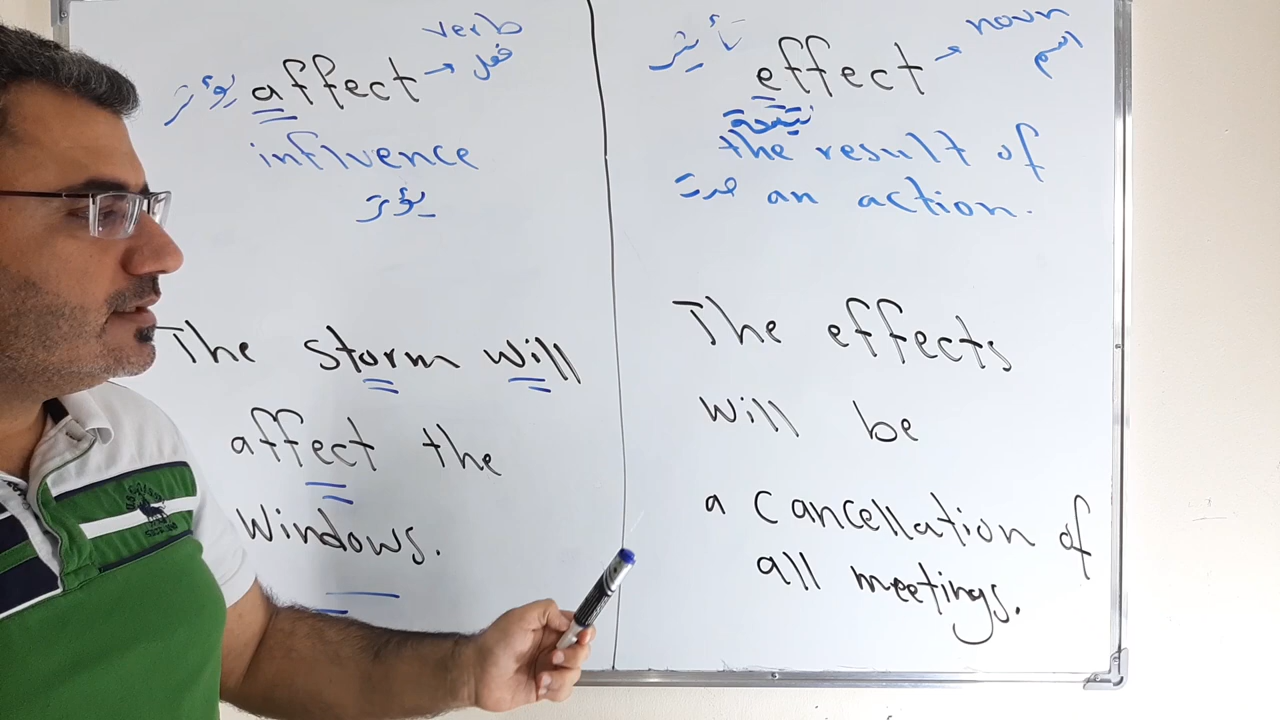 verb
يؤثر affect → فعل
influence
يؤثر
The storm will
affect the
windows.
تأثير effect → noun
اسم
نتيجة
the result of
حدث an action.
The effects
will be
a cancellation of
all meetings.